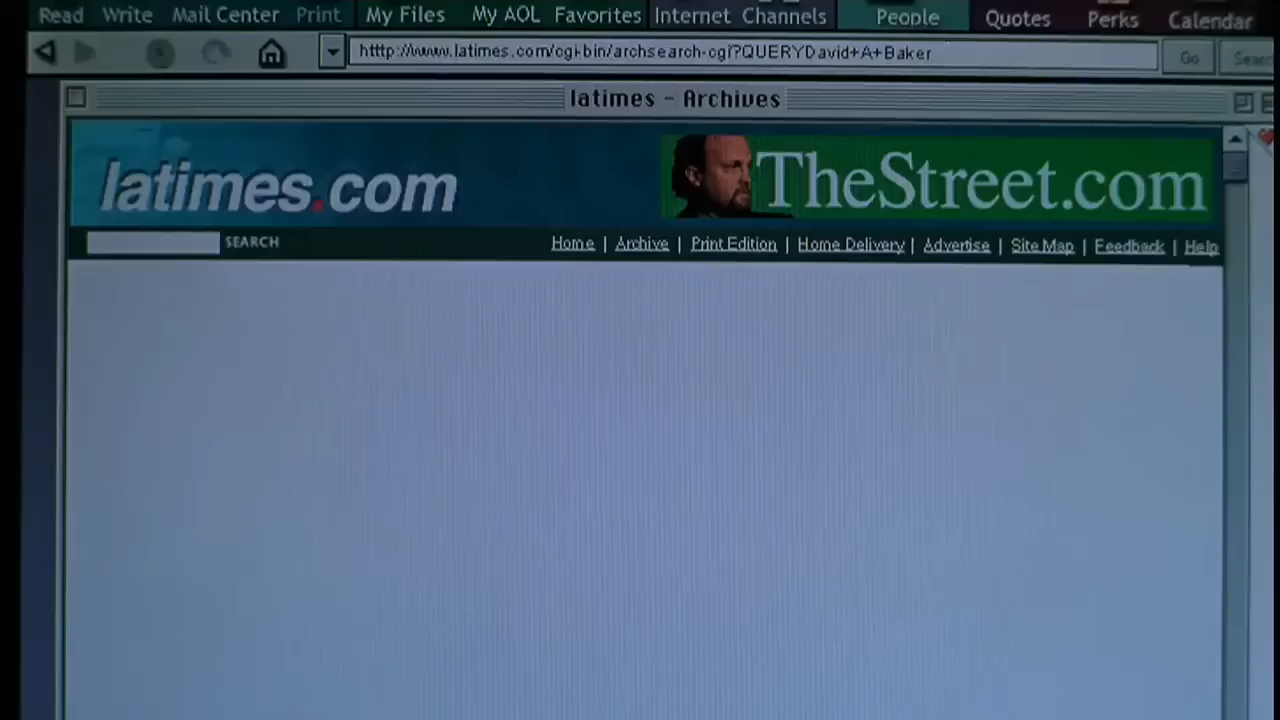 Read Write Mail Center Print My Files My AOL Favorites Internet Channels People Quotes Perks Calendar
htttp://www.latimes.com/cgi-bin/archsearch-cgi?QUERYDavid+A+Baker Go
latimes - Archives
latimes.com TheStreet.com
SEARCH Home | Archive | Print Edition | Home Delivery | Advertise | Site Map | Feedback | Help